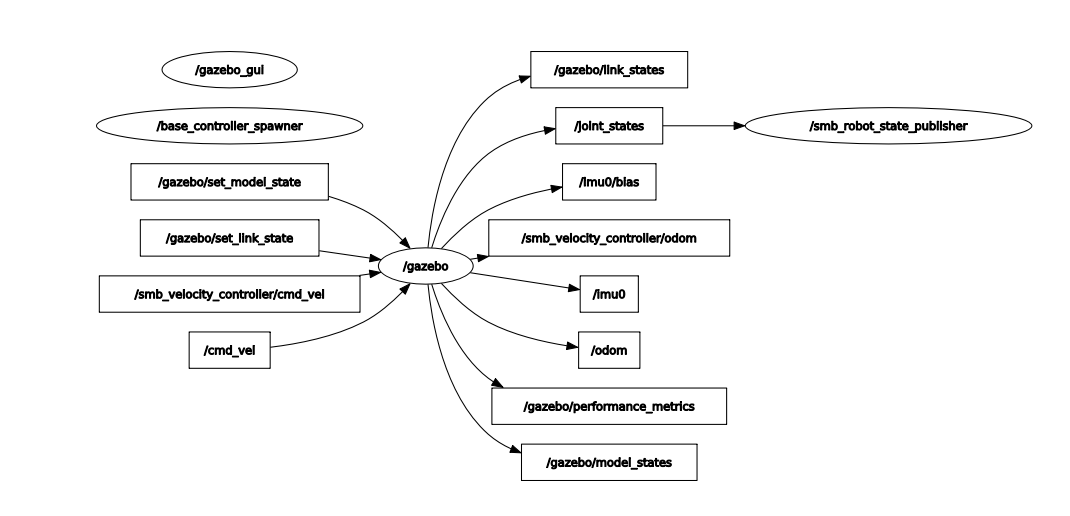 /gazebo_gui
/base_controller_spawner
/gazebo/set_model_state
/gazebo/set_link_state
/smb_velocity_controller/cmd_vel
/cmd_vel
/gazebo
/gazebo/link_states
/joint_states
/imu0/bias
/smb_velocity_controller/odom
/imu0
/odom
/gazebo/performance_metrics
/gazebo/model_states
/smb_robot_state_publisher